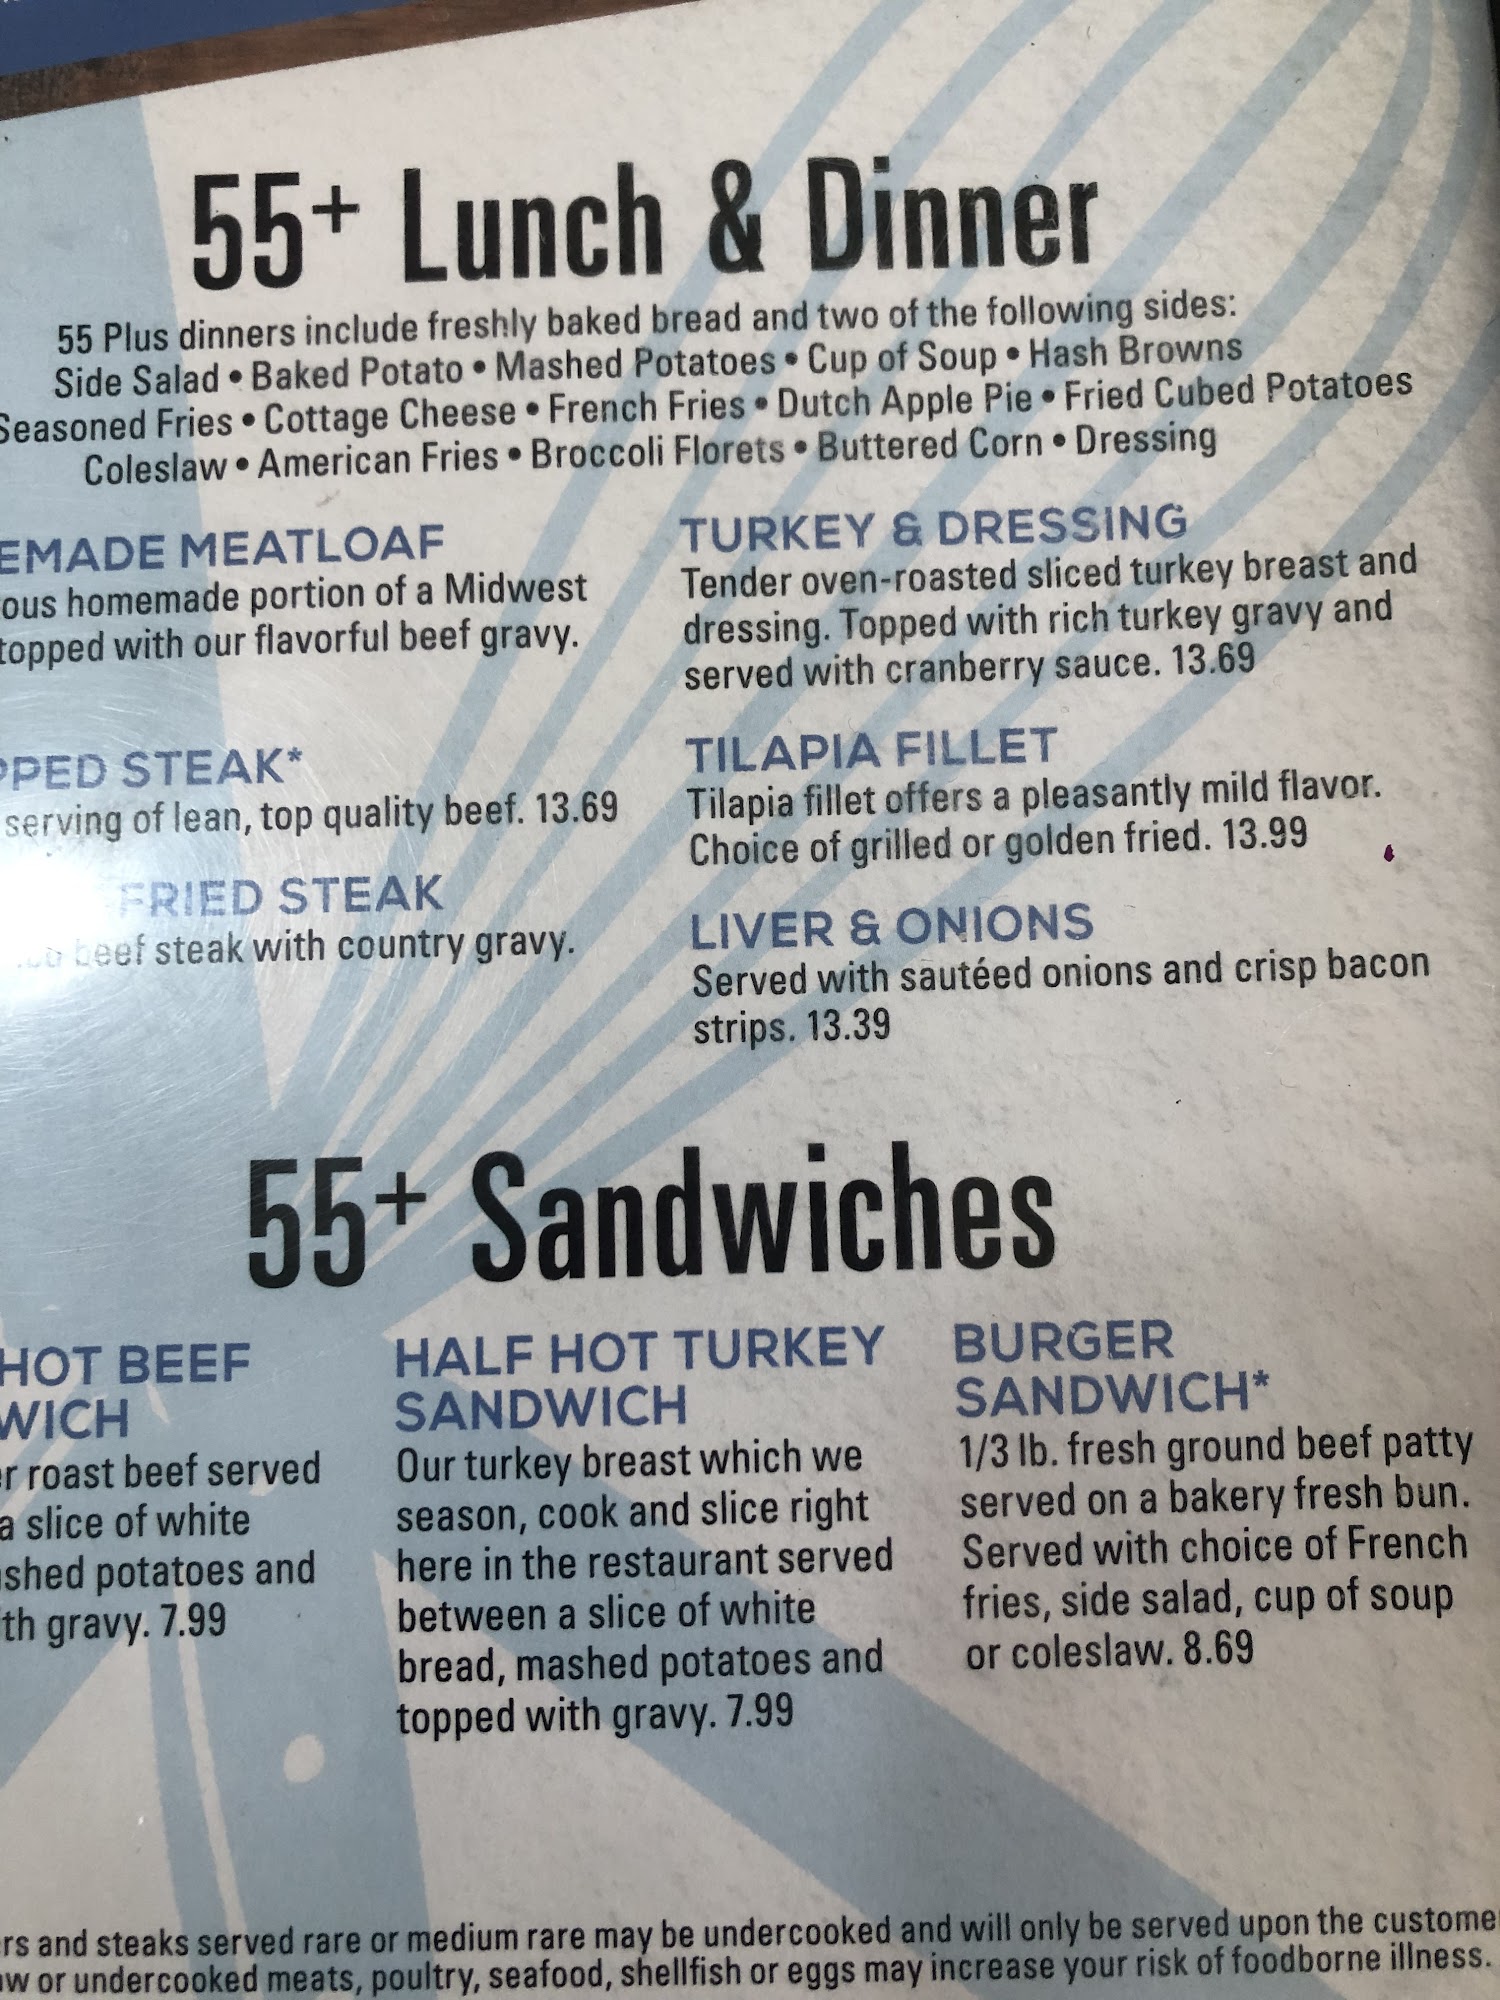 55+ Lunch & Dinner
55 Plus dinners include freshly baked bread and two of the following sides:
Side Salad • Baked Potato • Mashed Potatoes • Cup of Soup • Hash Browns
Seasoned Fries • Cottage Cheese • French Fries • Dutch Apple Pie • Fried Cubed Potatoes
Coleslaw • American Fries • Broccoli Florets • Buttered Corn • Dressing
EMADE MEATLOAF
ous homemade portion of a Midwest
topped with our flavorful beef gravy.
PPED STEAK*
serving of lean, top quality beef. 13.69
FRIED STEAK
beef steak with country gravy.
TURKEY & DRESSING
Tender oven-roasted sliced turkey breast and
dressing. Topped with rich turkey gravy and
served with cranberry sauce. 13.69
TILAPIA FILLET
Tilapia fillet offers a pleasantly mild flavor.
Choice of grilled or golden fried. 13.99
LIVER & ONIONS
Served with sautéed onions and crisp bacon
strips. 13.39
55+ Sandwiches
HOT BEEF
WICH
r roast beef served
a slice of white
shed potatoes and
th gravy. 7.99
HALF HOT TURKEY
SANDWICH
Our turkey breast which we
season, cook and slice right
here in the restaurant served
between a slice of white
bread, mashed potatoes and
topped with gravy. 7.99
BURGER
SANDWICH*
1/3 lb. fresh ground beef patty
served on a bakery fresh bun.
Served with choice of French
fries, side salad, cup of soup
or coleslaw. 8.69
rs and steaks served rare or medium rare may be undercooked and will only be served upon the custome
aw or undercooked meats, poultry, seafood, shellfish or eggs may increase your risk of foodborne illness.